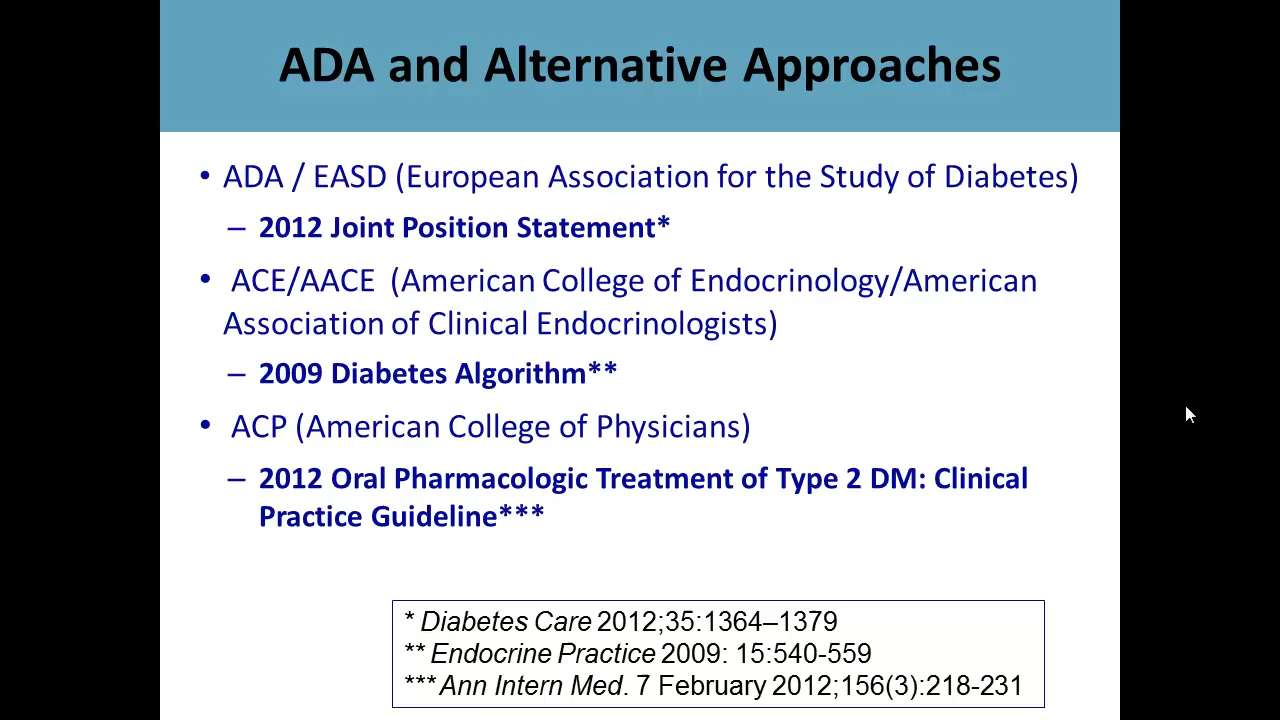 ADA and Alternative Approaches
• ADA / EASD (European Association for the Study of Diabetes)
– 2012 Joint Position Statement*
• ACE/AACE (American College of Endocrinology/American
Association of Clinical Endocrinologists)
– 2009 Diabetes Algorithm**
• ACP (American College of Physicians)
– 2012 Oral Pharmacologic Treatment of Type 2 DM: Clinical
Practice Guideline***
* Diabetes Care 2012;35:1364–1379
** Endocrine Practice 2009: 15:540-559
*** Ann Intern Med. 7 February 2012;156(3):218-231